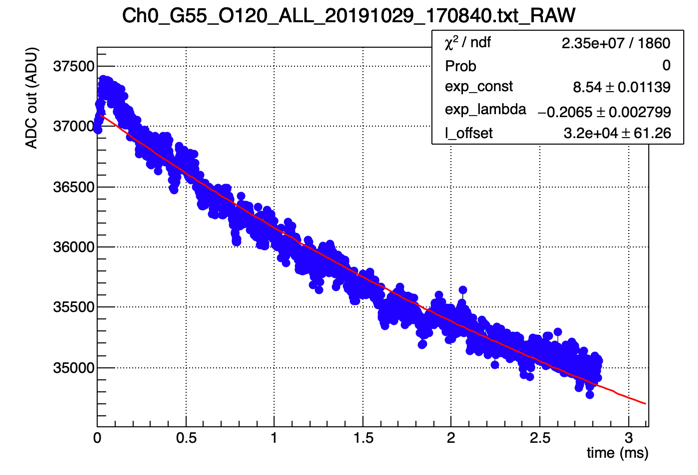 Ch0_G55_O120_ALL_20191029_170840.txt_RAW
χ² / ndf 2.35e+07 / 1860
Prob 0
exp_const 8.54 ± 0.01139
exp_lambda −0.2065 ± 0.002799
l_offset 3.2e+04 ± 61.26
ADC out (ADU)
37500
37000
36500
36000
35500
35000
0 0.5 1 1.5 2 2.5 3
time (ms)